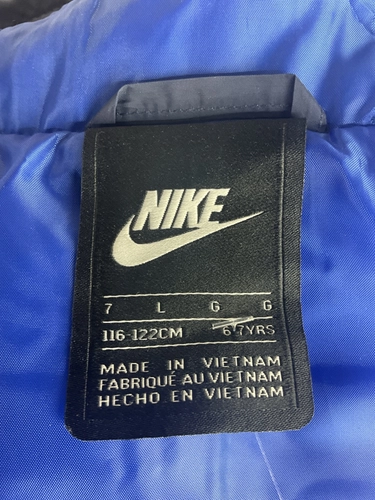 NIKE
7 L G G
116-122CM 6-7YRS
MADE IN VIETNAM
FABRIQUÉ AU VIETNAM
HECHO EN VIETNAM